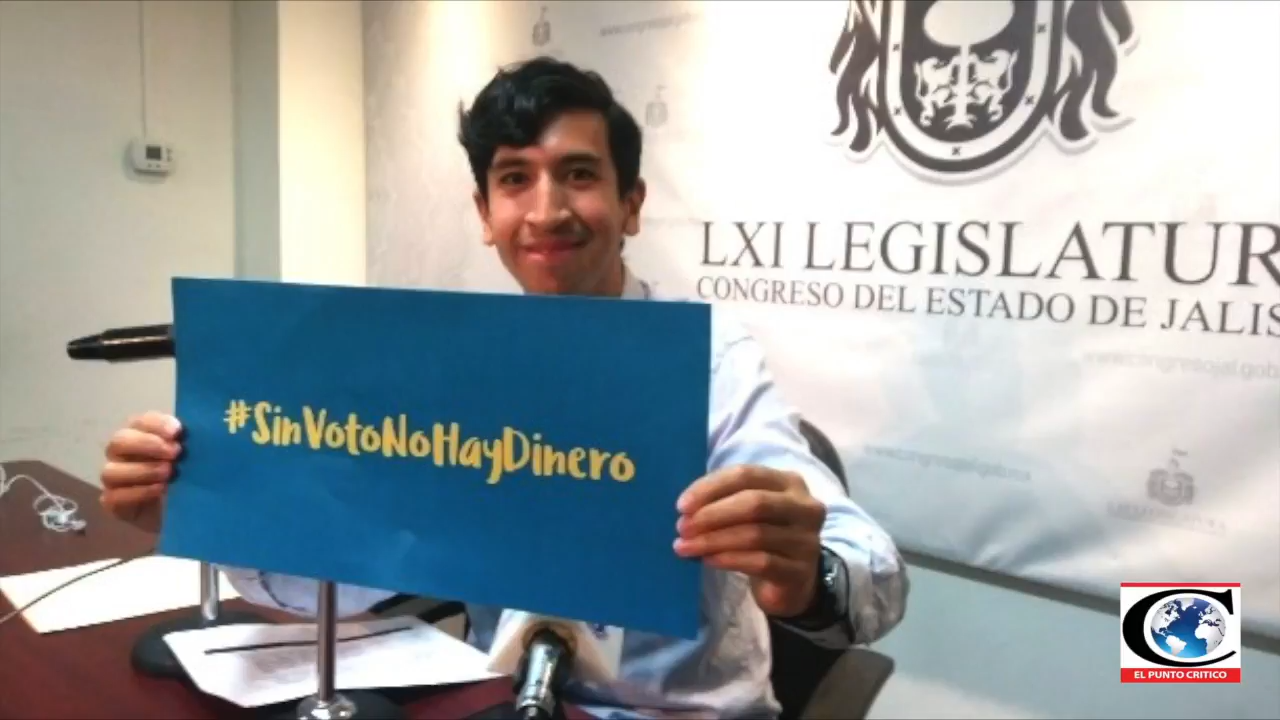 LXI LEGISLATUR
CONGRESO DEL ESTADO DE JALIS
#SinVotoNoHayDinero
C
EL PUNTO CRITICO